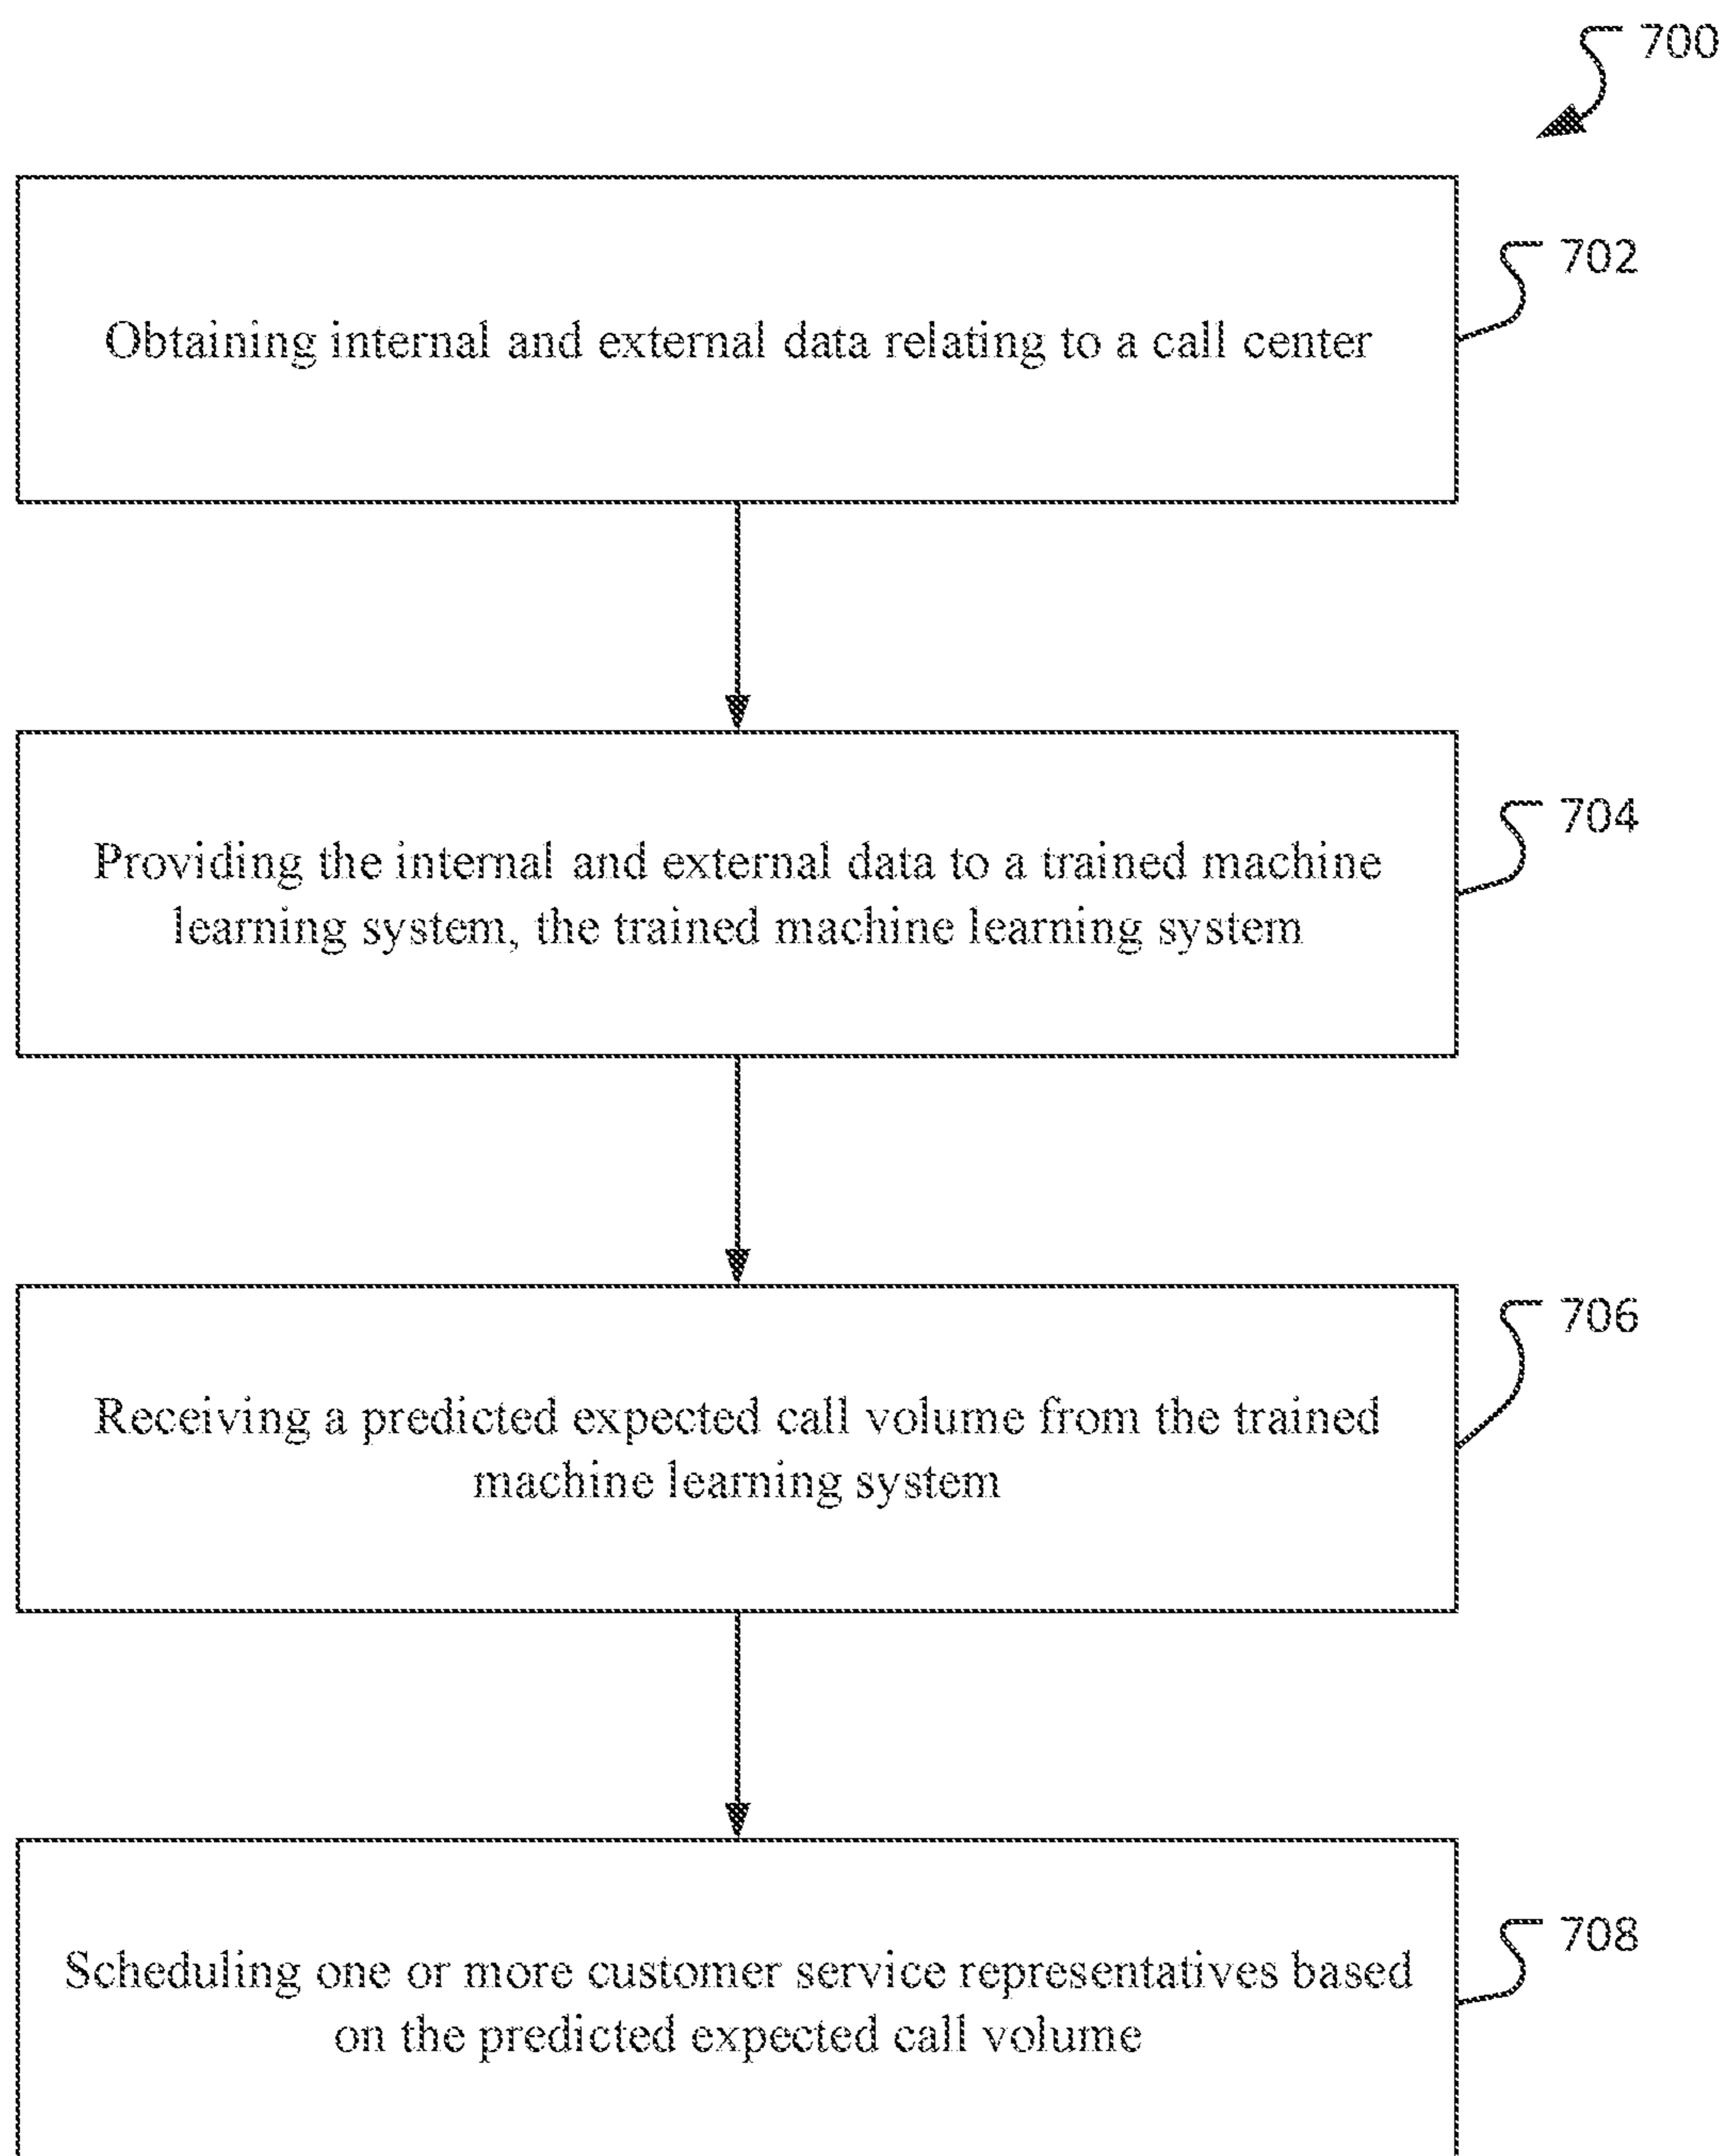 700
702
Obtaining internal and external data relating to a call center
704
Providing the internal and external data to a trained machine
learning system, the trained machine learning system
706
Receiving a predicted expected call volume from the trained
machine learning system
708
Scheduling one or more customer service representatives based
on the predicted expected call volume